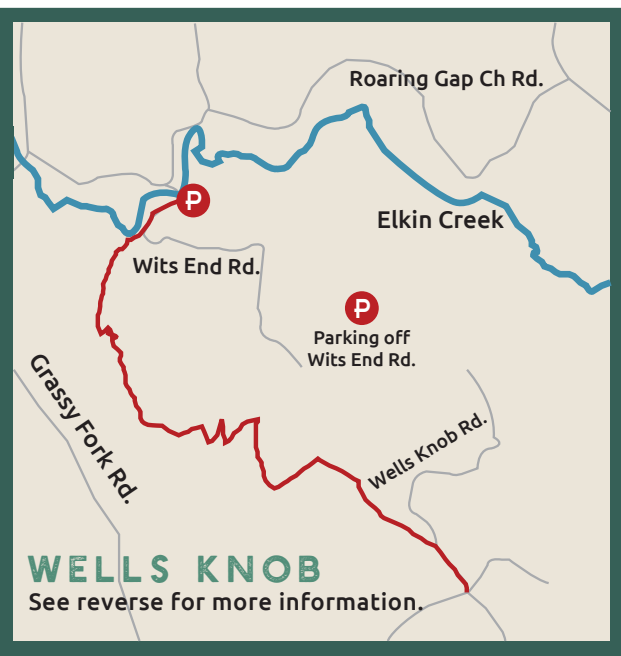 Roaring Gap Ch Rd.
P
Elkin Creek
Wits End Rd.
P
Parking off
Wits End Rd.
Grassy Fork Rd.
Wells Knob Rd.
WELLS KNOB
See reverse for more information.